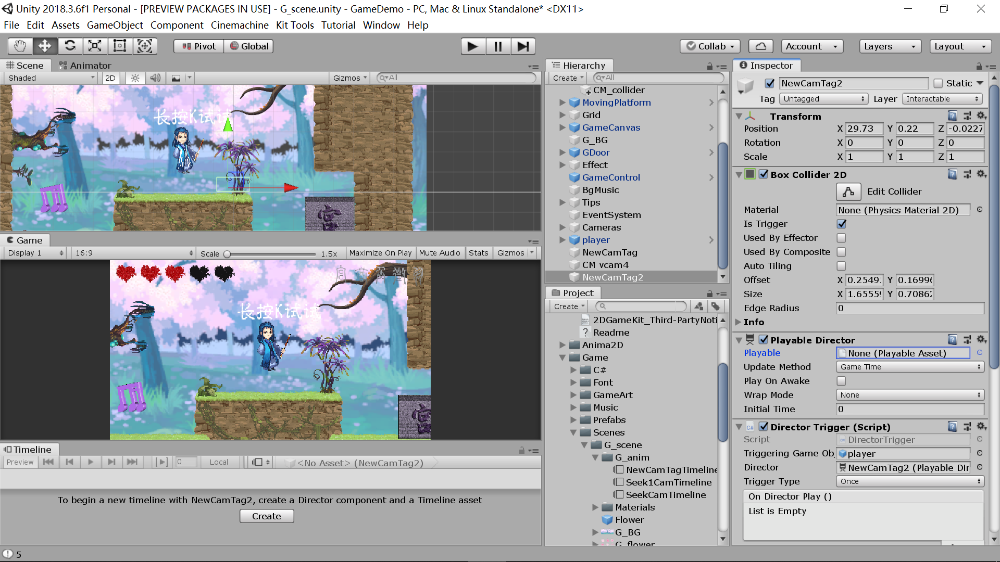 Unity 2018.3.6f1 Personal - [PREVIEW PACKAGES IN USE] - G_scene.unity - GameDemo - PC, Mac & Linux Standalone* <DX11>
File Edit Assets GameObject Component Cinemachine Kit Tools Tutorial Window Help
Pivot Global Collab Account Layers Layout
Scene Animator
Shaded 2D Gizmos All
长按K试试
Game
Display 1 16:9 Scale 1.5x Maximize On Play Mute Audio Stats Gizmos
长按K试试
宫
Timeline
Preview 0 Local <No Asset> (NewCamTag2)
To begin a new timeline with NewCamTag2, create a Director component and a Timeline asset
Create
5
Hierarchy
Create All
CM_collider
MovingPlatform
Grid
GameCanvas
G_BG
GDoor
Effect
GameControl
BgMusic
Tips
EventSystem
Cameras
player
NewCamTag
CM vcam4
NewCamTag2
Project
Create
2DGameKit_Third-PartyNoti
Readme
Anima2D
Game
C#
Font
GameArt
Music
Prefabs
Scenes
G_scene
G_anim
NewCamTagTimeline
Seek1CamTimeline
SeekCamTimeline
Materials
Flower
G_BG
G_flower
Inspector
NewCamTag2 Static
Tag Untagged Layer Interactable
Transform
Position X 29.73 Y 0.22 Z -0.0227
Rotation X 0 Y 0 Z 0
Scale X 1 Y 1 Z 1
Box Collider 2D
Edit Collider
Material None (Physics Material 2D)
Is Trigger
Used By Effector
Used By Composite
Auto Tiling
Offset X 0.2549 Y 0.1699
Size X 1.6555 Y 0.7086
Edge Radius 0
Info
Playable Director
Playable None (Playable Asset)
Update Method Game Time
Play On Awake
Wrap Mode None
Initial Time 0
Director Trigger (Script)
Script DirectorTrigger
Triggering Game Ob player
Director NewCamTag2 (Playable Dir
Trigger Type Once
On Director Play ()
List is Empty